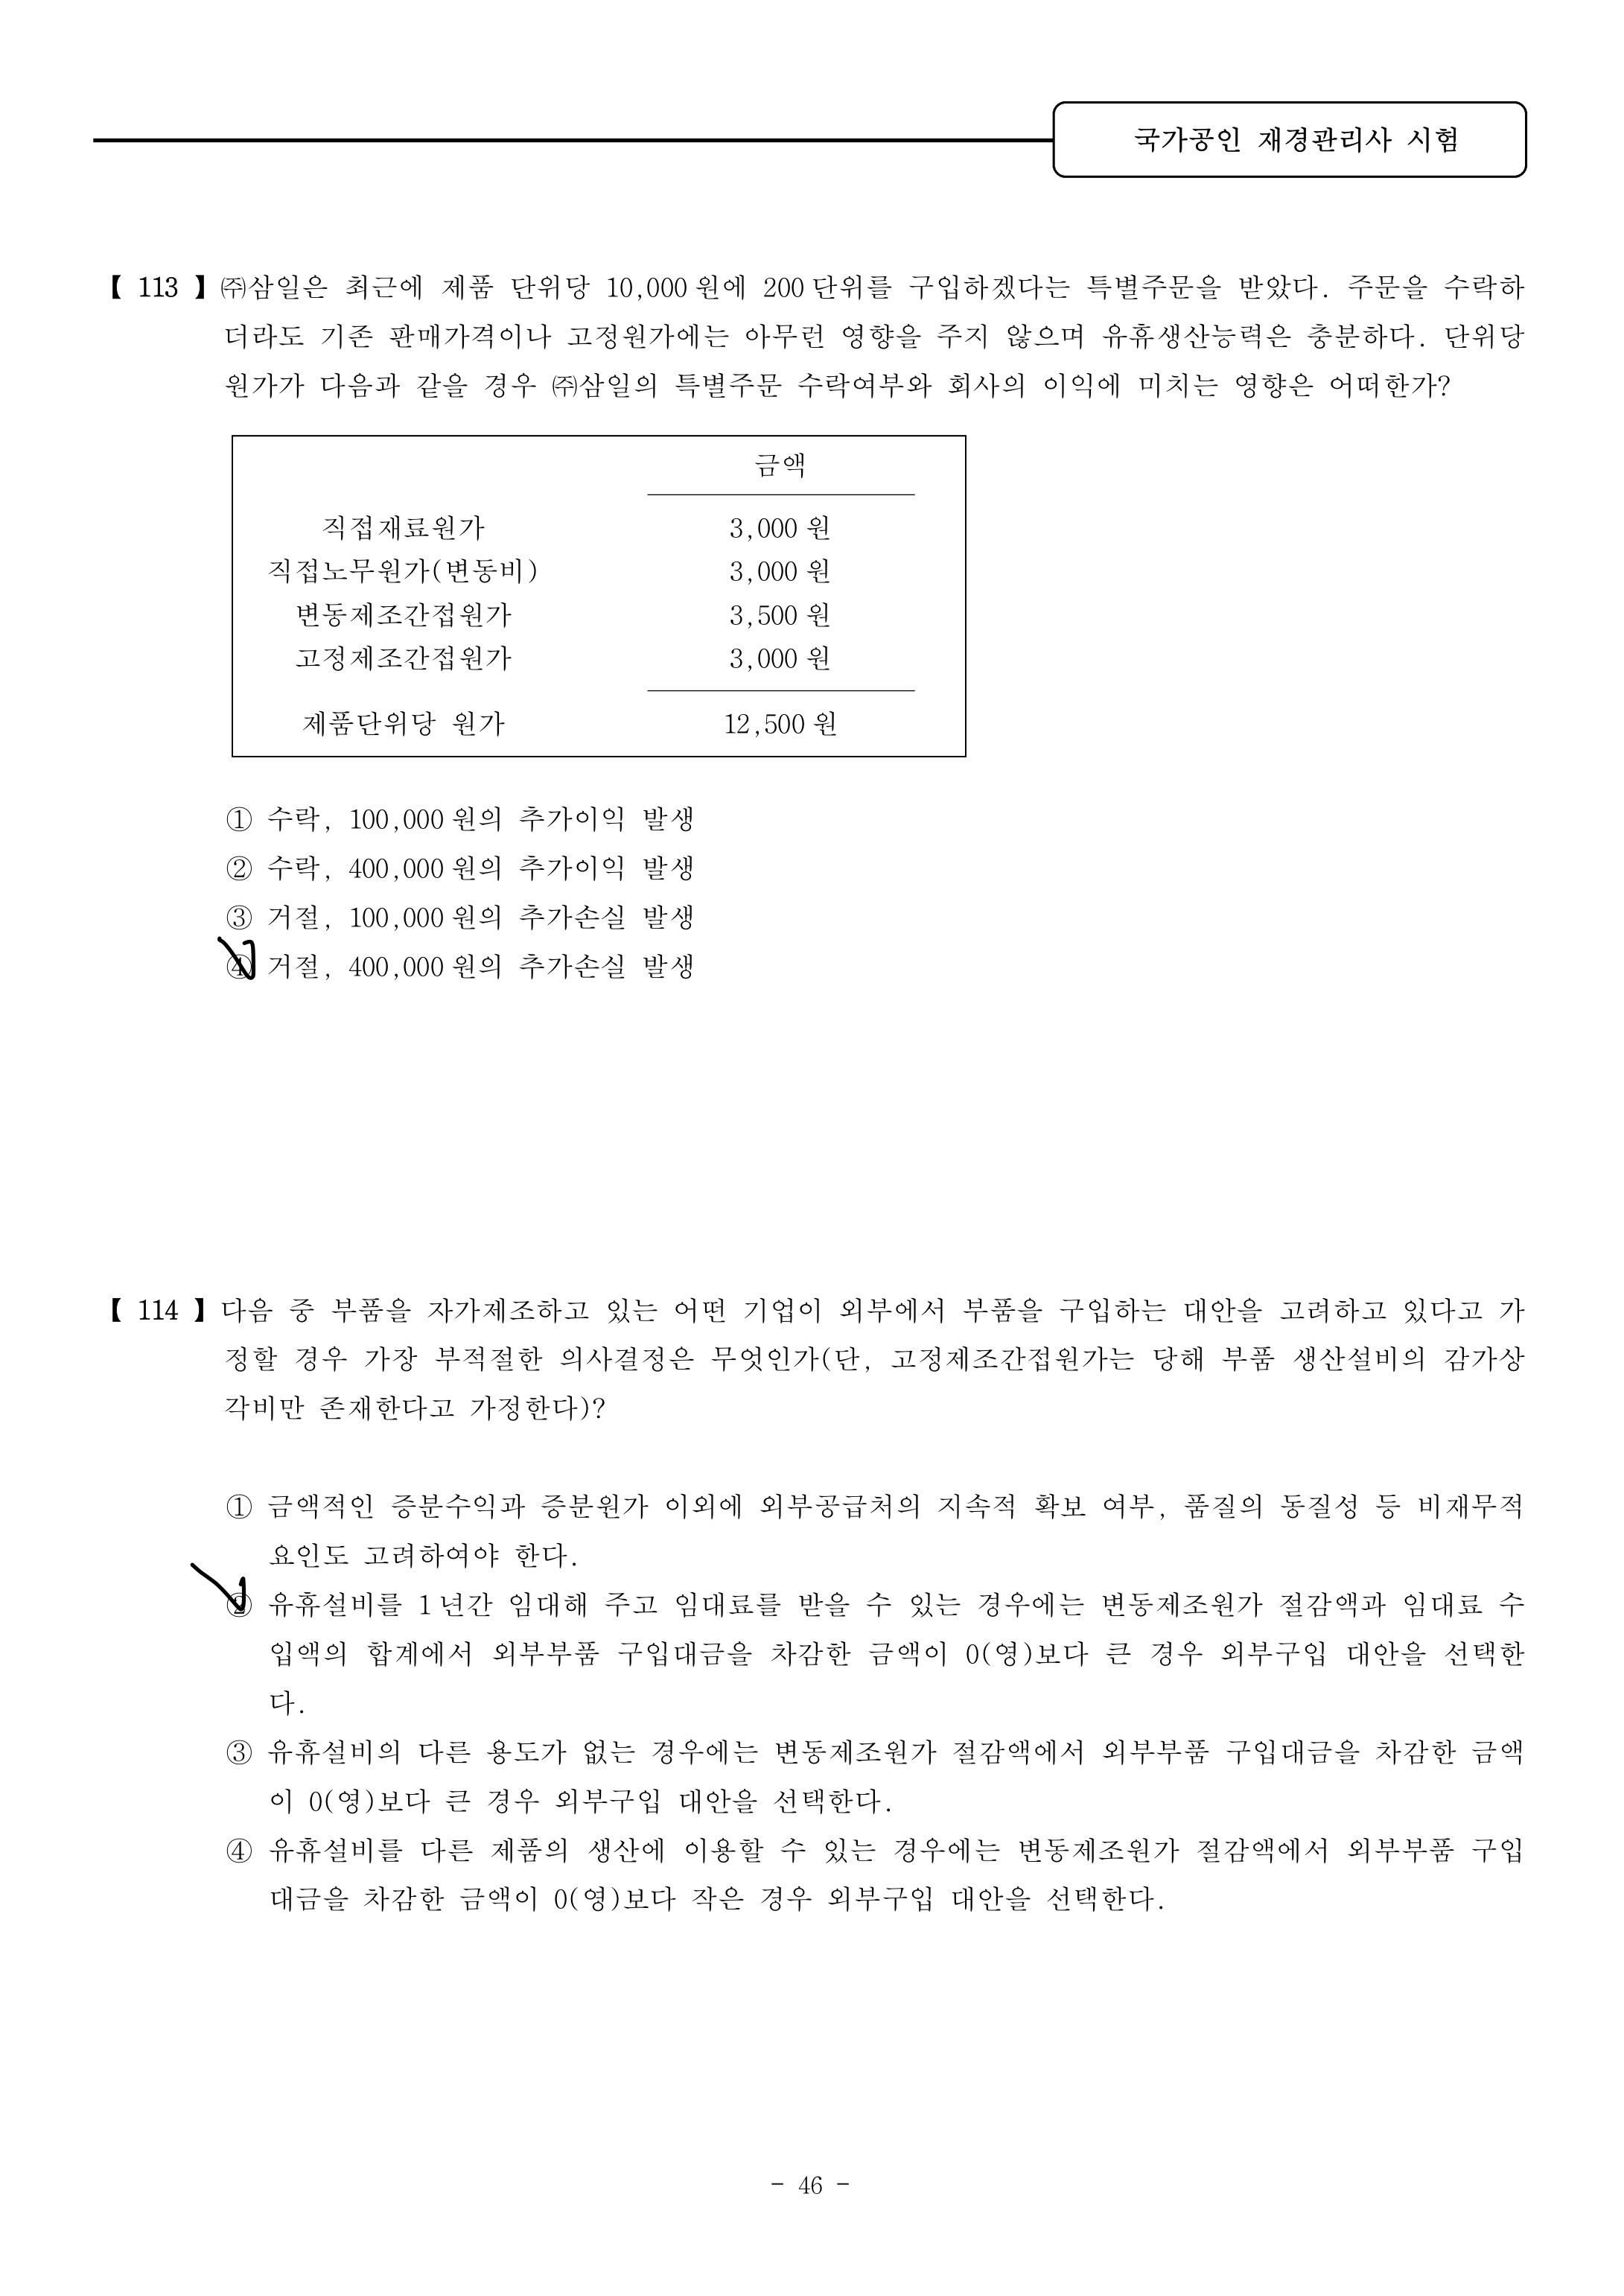 국가공인 재경관리사 시험
【 113 】 ㈜삼일은 최근에 제품 단위당 10,000원에 200단위를 구입하겠다는 특별주문을 받았다. 주문을 수락하
더라도 기존 판매가격이나 고정원가에는 아무런 영향을 주지 않으며 유휴생산능력은 충분하다. 단위당
원가가 다음과 같을 경우 ㈜삼일의 특별주문 수락여부와 회사의 이익에 미치는 영향은 어떠한가?
금액
직접재료원가 3,000원
직접노무원가(변동비) 3,000원
변동제조간접원가 3,500원
고정제조간접원가 3,000원
제품단위당 원가 12,500원
① 수락, 100,000원의 추가이익 발생
② 수락, 400,000원의 추가이익 발생
③ 거절, 100,000원의 추가손실 발생
④ 거절, 400,000원의 추가손실 발생
【 114 】 다음 중 부품을 자가제조하고 있는 어떤 기업이 외부에서 부품을 구입하는 대안을 고려하고 있다고 가
정할 경우 가장 부적절한 의사결정은 무엇인가(단, 고정제조간접원가는 당해 부품 생산설비의 감가상
각비만 존재한다고 가정한다)?
① 금액적인 증분수익과 증분원가 이외에 외부공급처의 지속적 확보 여부, 품질의 동질성 등 비재무적
요인도 고려하여야 한다.
② 유휴설비를 1년간 임대해 주고 임대료를 받을 수 있는 경우에는 변동제조원가 절감액과 임대료 수
입액의 합계에서 외부부품 구입대금을 차감한 금액이 0(영)보다 큰 경우 외부구입 대안을 선택한
다.
③ 유휴설비의 다른 용도가 없는 경우에는 변동제조원가 절감액에서 외부부품 구입대금을 차감한 금액
이 0(영)보다 큰 경우 외부구입 대안을 선택한다.
④ 유휴설비를 다른 제품의 생산에 이용할 수 있는 경우에는 변동제조원가 절감액에서 외부부품 구입
대금을 차감한 금액이 0(영)보다 작은 경우 외부구입 대안을 선택한다.
- 46 -